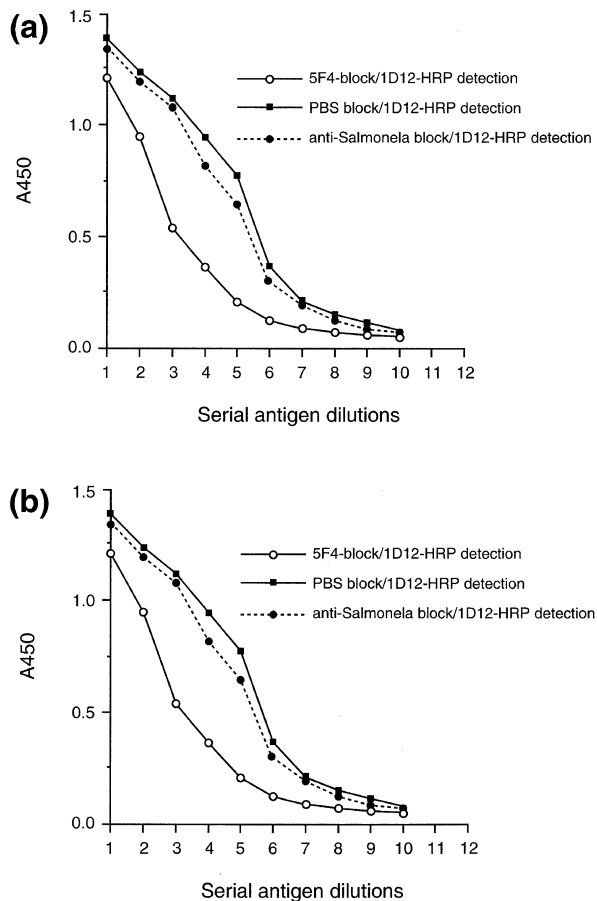 (a)
1.5
1.0
0.5
0.0
A450
5F4-block/1D12-HRP detection
PBS block/1D12-HRP detection
anti-Salmonela block/1D12-HRP detection
1 2 3 4 5 6 7 8 9 10 11 12
Serial antigen dilutions
(b)
1.5
1.0
0.5
0.0
A450
5F4-block/1D12-HRP detection
PBS block/1D12-HRP detection
anti-Salmonela block/1D12-HRP detection
1 2 3 4 5 6 7 8 9 10 11 12
Serial antigen dilutions